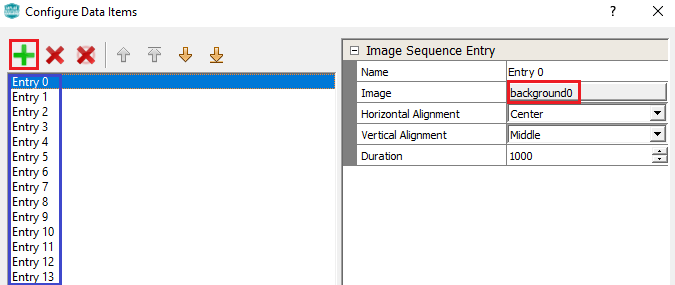 Configure Data Items
?
Entry 0
Entry 1
Entry 2
Entry 3
Entry 4
Entry 5
Entry 6
Entry 7
Entry 8
Entry 9
Entry 10
Entry 11
Entry 12
Entry 13
Image Sequence Entry
Name Entry 0
Image background0
Horizontal Alignment Center
Vertical Alignment Middle
Duration 1000